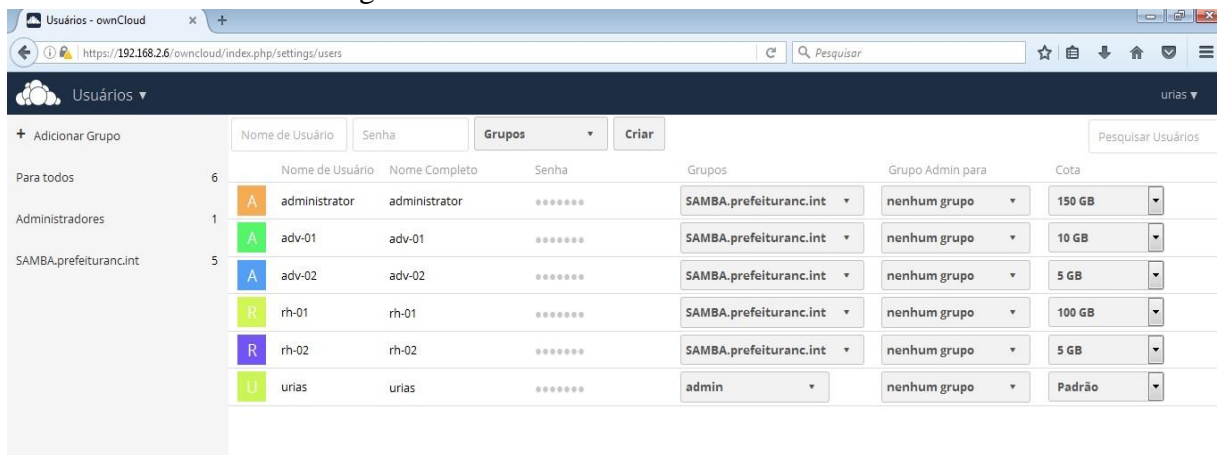 Usuários - ownCloud × +
https://192.168.2.6/owncloud/index.php/settings/users Pesquisar
Usuários ▾ urias ▾
+ Adicionar Grupo Nome de Usuário Senha Grupos Criar Pesquisar Usuários
Para todos 6 Nome de Usuário Nome Completo Senha Grupos Grupo Admin para Cota
A administrator administrator ●●●●●●● SAMBA.prefeituranc.int nenhum grupo 150 GB
Administradores 1
A adv-01 adv-01 ●●●●●●● SAMBA.prefeituranc.int nenhum grupo 10 GB
SAMBA.prefeituranc.int 5
A adv-02 adv-02 ●●●●●●● SAMBA.prefeituranc.int nenhum grupo 5 GB
R rh-01 rh-01 ●●●●●●● SAMBA.prefeituranc.int nenhum grupo 100 GB
R rh-02 rh-02 ●●●●●●● SAMBA.prefeituranc.int nenhum grupo 5 GB
U urias urias ●●●●●●● admin nenhum grupo Padrão